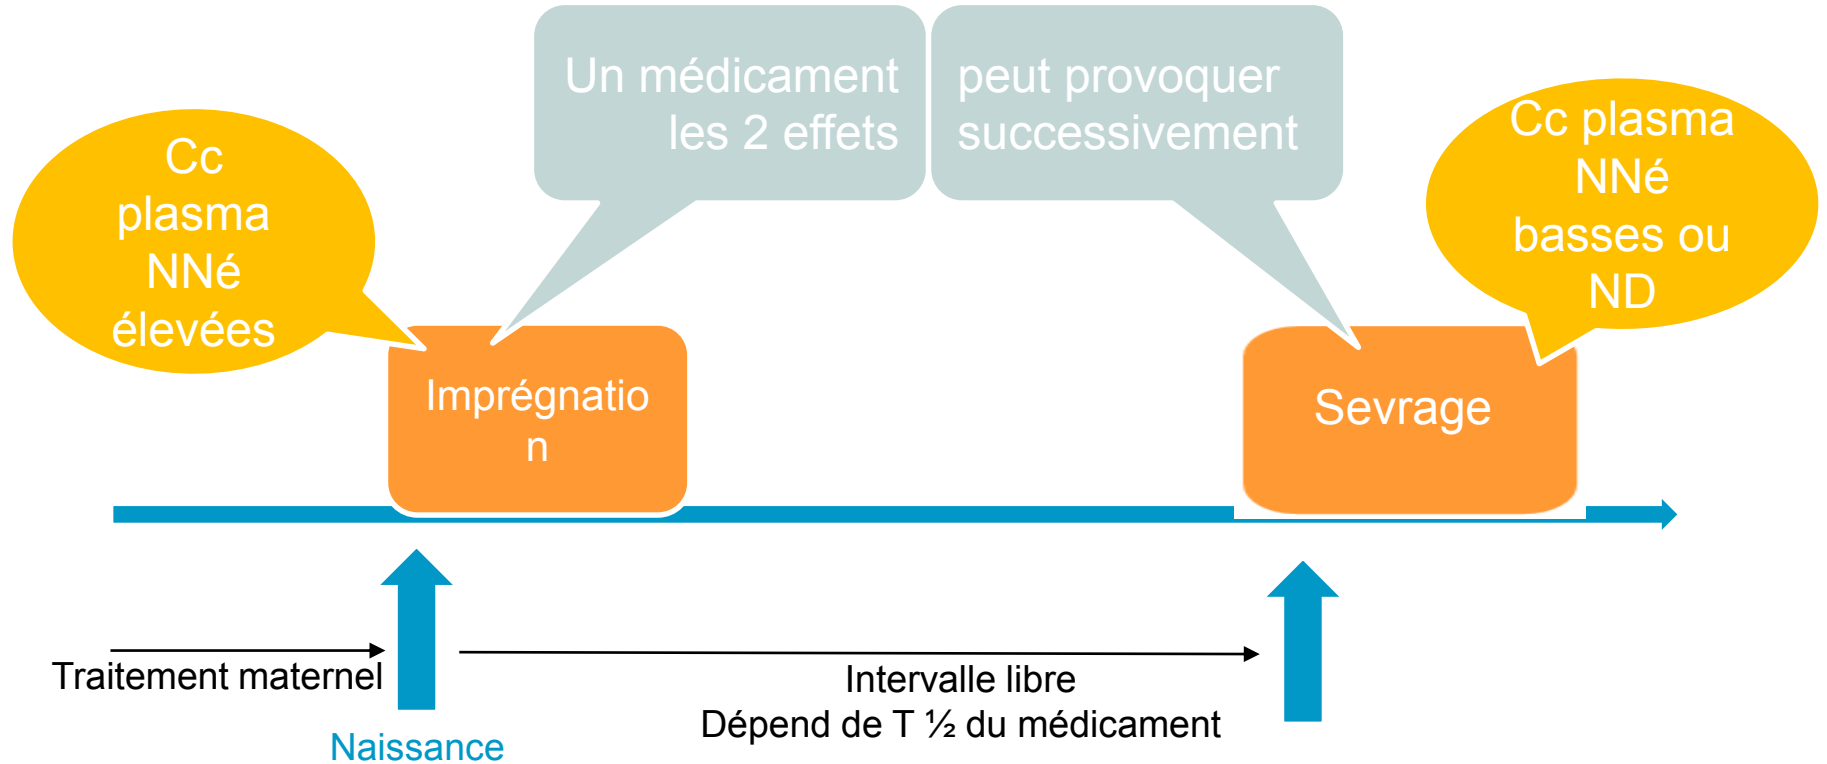 Un médicament
les 2 effets
peut provoquer
successivement
Cc
plasma
NNé
élevées
Cc plasma
NNé
basses ou
ND
Imprégnatio
n
Sevrage
Traitement maternel
Intervalle libre
Dépend de T ½ du médicament
Naissance